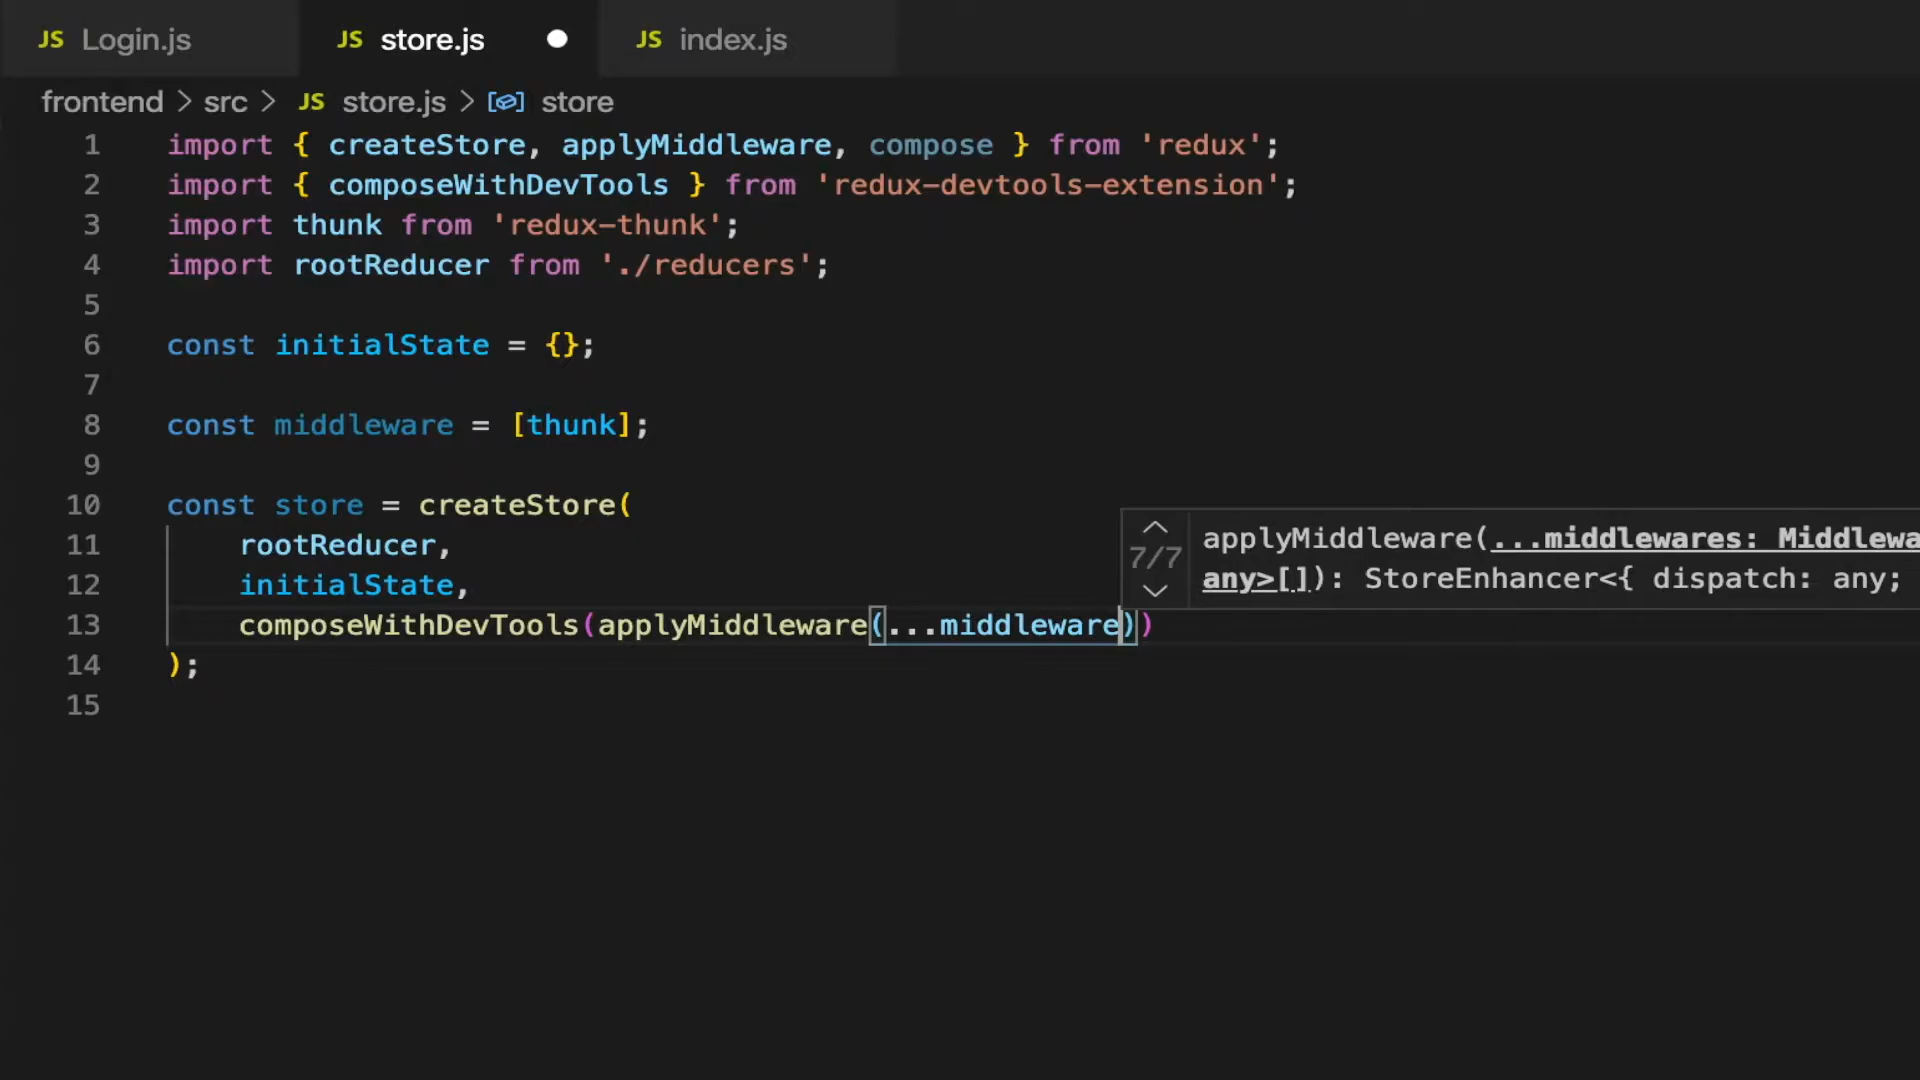 JS Login.js JS store.js JS index.js
frontend > src > JS store.js > store
1 import { createStore, applyMiddleware, compose } from 'redux';
2 import { composeWithDevTools } from 'redux-devtools-extension';
3 import thunk from 'redux-thunk';
4 import rootReducer from './reducers';
5
6 const initialState = {};
7
8 const middleware = [thunk];
9
10 const store = createStore(
11 rootReducer,
12 initialState,
13 composeWithDevTools(applyMiddleware(...middleware))
14 );
15
7/7
applyMiddleware(...middlewares: Middlewa
any>[]): StoreEnhancer<{ dispatch: any;